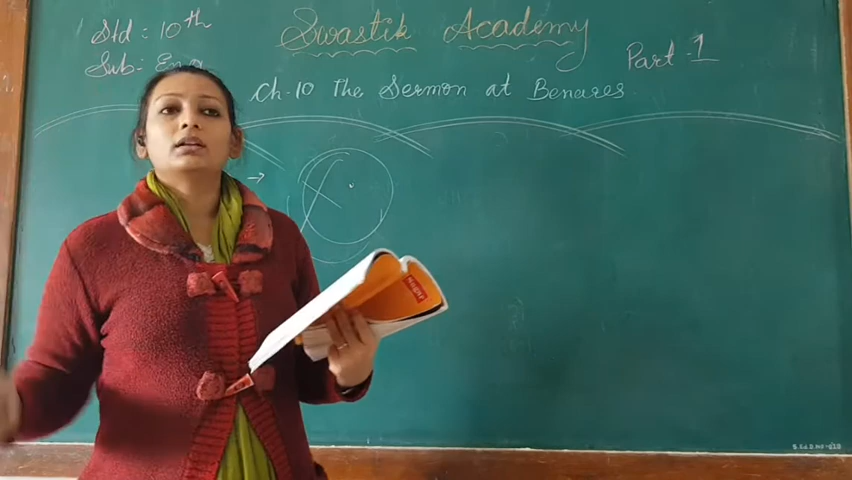 Std : 10th
Swastik Academy
Part - 1
Sub: Eng
Ch-10 The Sermon at Benares